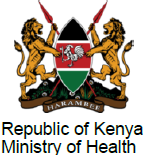 HARAMBEE
Republic of Kenya
Ministry of Health